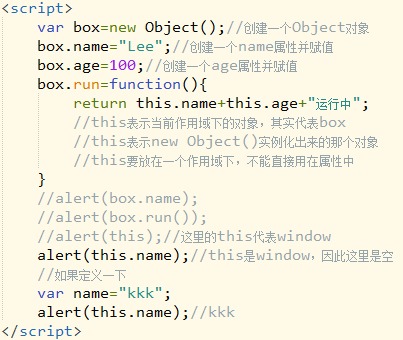 <script>
var box=new Object();//创建一个Object对象
box.name="Lee";//创建一个name属性并赋值
box.age=100;//创建一个age属性并赋值
box.run=function(){
return this.name+this.age+"运行中";
//this表示当前作用域下的对象，其实代表box
//this表示new Object()实例化出来的那个对象
//this要放在一个作用域下，不能直接用在属性中
}
//alert(box.name);
//alert(box.run());
//alert(this);//这里的this代表window
alert(this.name);//this是window，因此这里是空
//如果定义一下
var name="kkk";
alert(this.name);//kkk
</script>